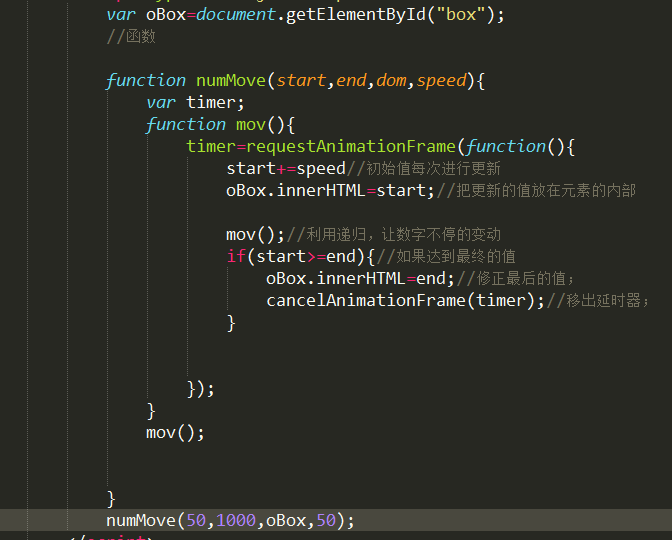 var oBox=document.getElementById("box");
//函数
function numMove(start,end,dom,speed){
var timer;
function mov(){
timer=requestAnimationFrame(function(){
start+=speed//初始值每次进行更新
oBox.innerHTML=start;//把更新的值放在元素的内部
mov();//利用递归，让数字不停的变动
if(start>=end){//如果达到最终的值
oBox.innerHTML=end;//修正最后的值；
cancelAnimationFrame(timer);//移出延时器；
}
});
}
mov();
}
numMove(50,1000,oBox,50);